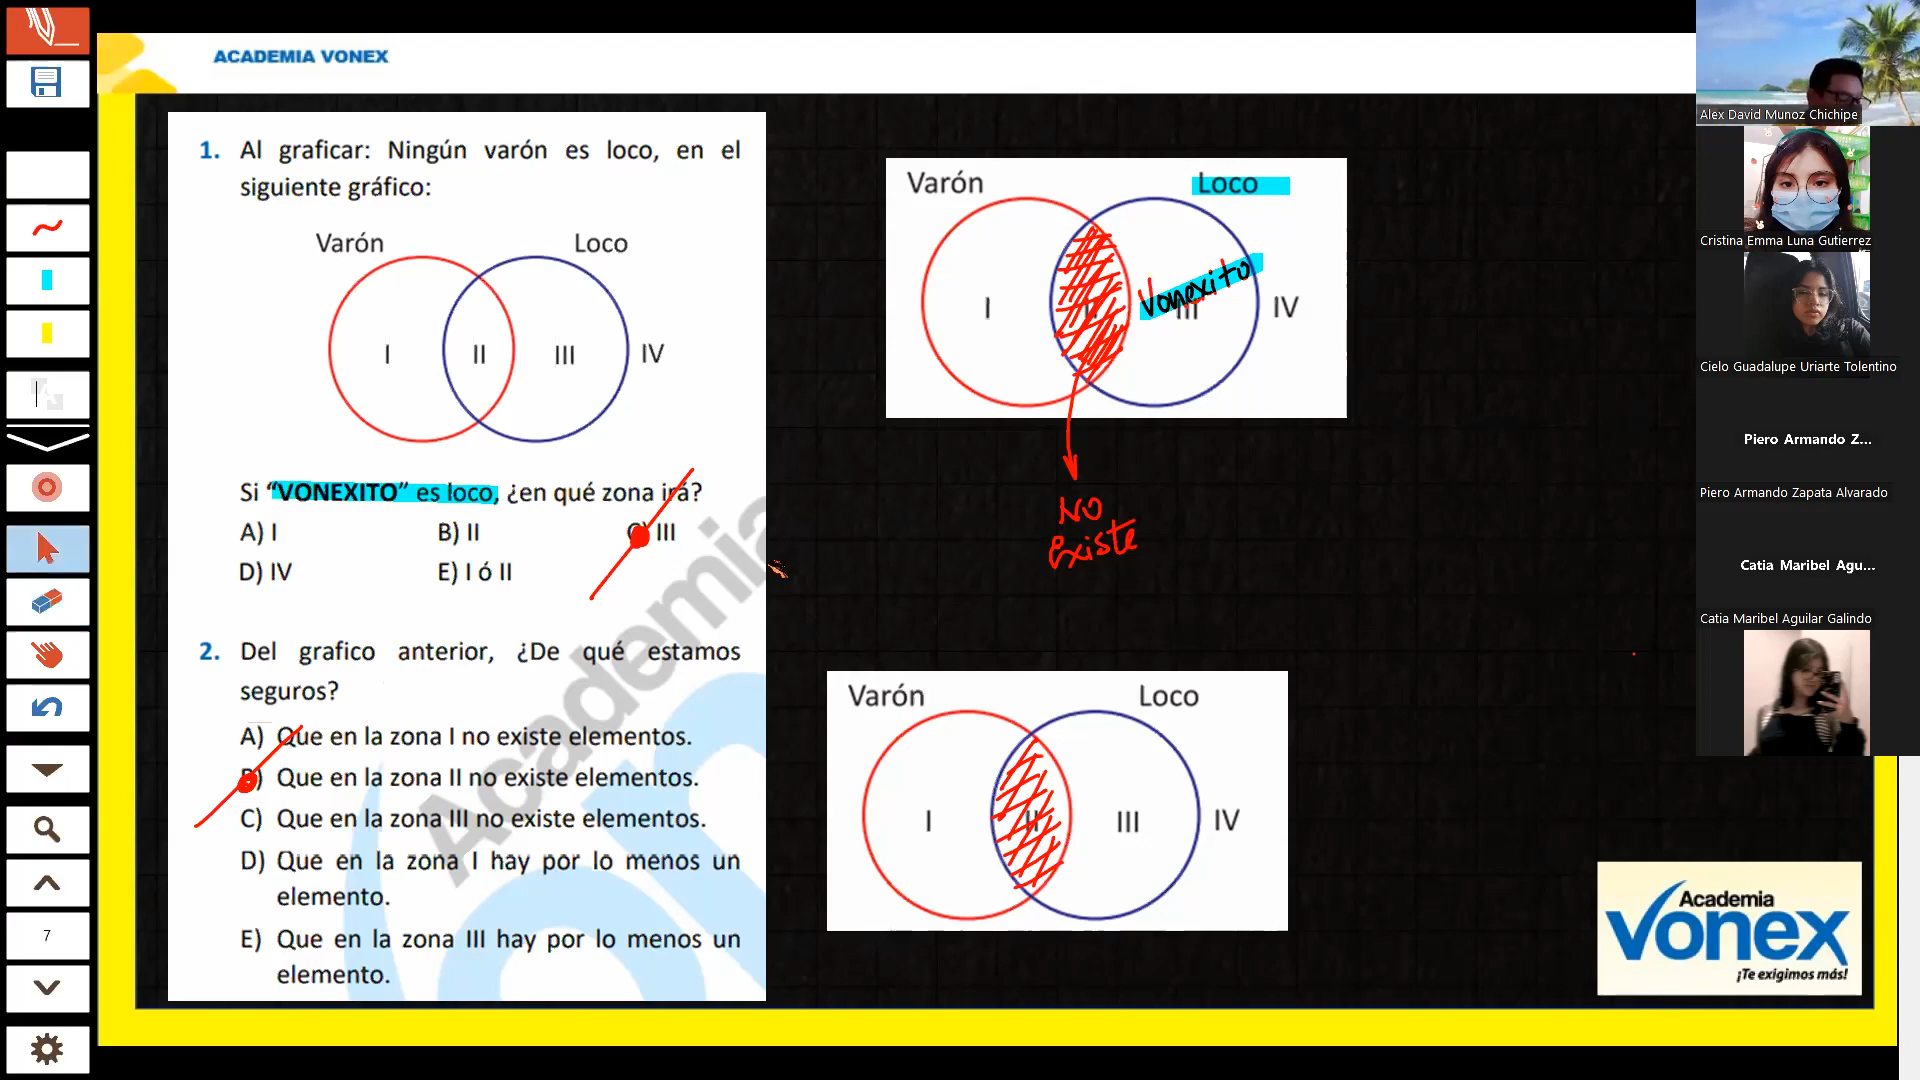 ACADEMIA VONEX
1. Al graficar: Ningún varón es loco, en el
siguiente gráfico:
Varón Loco
I II III IV
Si “VONEXITO” es loco, ¿en qué zona irá?
A) I B) II C) III
D) IV E) I ó II
2. Del grafico anterior, ¿De qué estamos
seguros?
A) Que en la zona I no existe elementos.
B) Que en la zona II no existe elementos.
C) Que en la zona III no existe elementos.
D) Que en la zona I hay por lo menos un
elemento.
E) Que en la zona III hay por lo menos un
elemento.
Academia
Varón Loco
Vonexito
I II III IV
NO
Existe
Varón Loco
I II III IV
Academia
Vonex
¡Te exigimos más!
Alex David Munoz Chichipe
Cristina Emma Luna Gutierrez
Cielo Guadalupe Uriarte Tolentino
Piero Armando Z...
Piero Armando Zapata Alvarado
Catia Maribel Agu...
Catia Maribel Aguilar Galindo
7